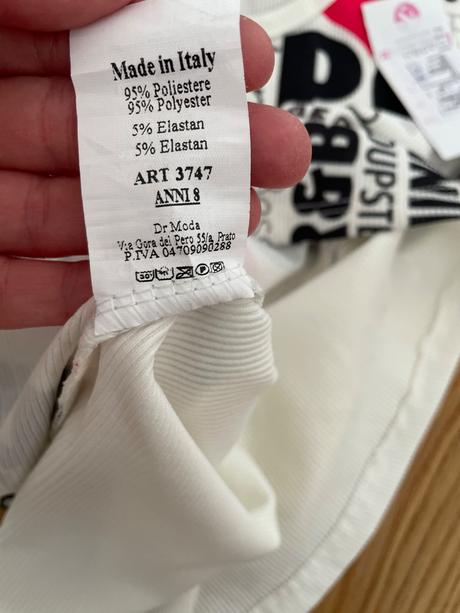 Made in Italy
95% Poliestere
95% Polyester
5% Elastan
5% Elastan
ART 3747
ANNI 8
Dr Moda
Via Gora del Pero 55/a Prato
P.IVA 04709090288
30°